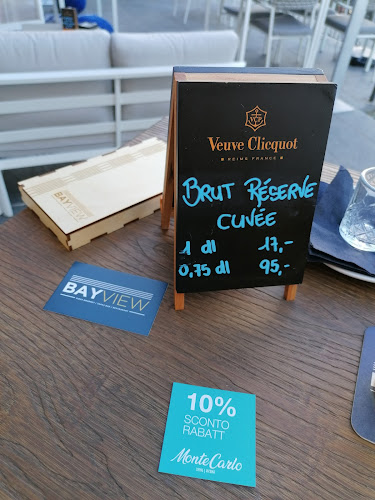 Veuve Clicquot
REIMS FRANCE
BRUT RÉSERVE
CUVÉE
1 dl 17,-
0,75 dl 95,-
BAYVIEW
BAYVIEW
10%
SCONTO
RABATT
MonteCarlo